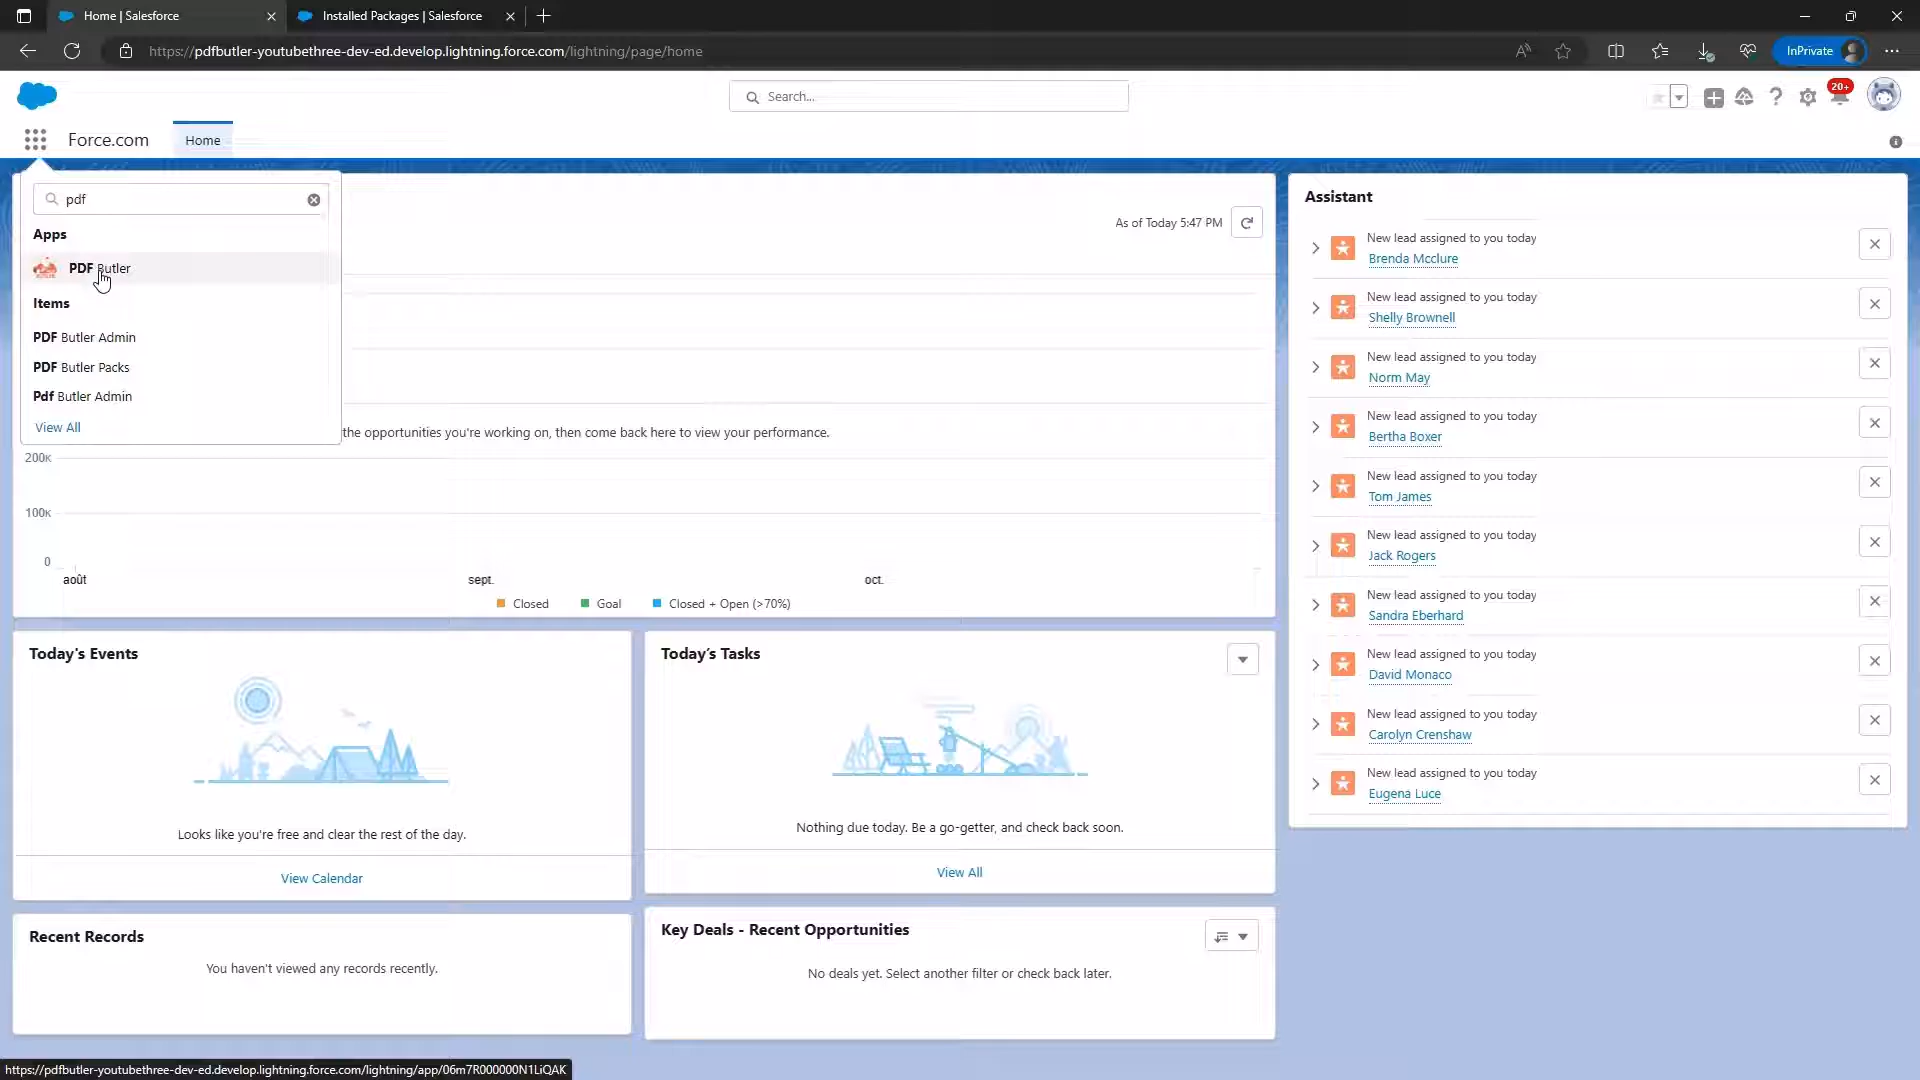 Home | Salesforce
Installed Packages | Salesforce
https://pdfbutler-youtubethree-dev-ed.develop.lightning.force.com/lightning/page/home
InPrivate
Search...
20+
Force.com
Home
pdf
Apps
PDF Butler
Items
PDF Butler Admin
PDF Butler Packs
Pdf Butler Admin
View All
As of Today 5:47 PM
the opportunities you're working on, then come back here to view your performance.
200K
100K
0
août
sept.
oct.
Closed
Goal
Closed + Open (>70%)
Today's Events
Looks like you're free and clear the rest of the day.
View Calendar
Today's Tasks
Nothing due today. Be a go-getter, and check back soon.
View All
Recent Records
You haven't viewed any records recently.
Key Deals - Recent Opportunities
No deals yet. Select another filter or check back later.
Assistant
New lead assigned to you today
Brenda Mcclure
New lead assigned to you today
Shelly Brownell
New lead assigned to you today
Norm May
New lead assigned to you today
Bertha Boxer
New lead assigned to you today
Tom James
New lead assigned to you today
Jack Rogers
New lead assigned to you today
Sandra Eberhard
New lead assigned to you today
David Monaco
New lead assigned to you today
Carolyn Crenshaw
New lead assigned to you today
Eugena Luce
https://pdfbutler-youtubethree-dev-ed.develop.lightning.force.com/lightning/app/06m7R000000N1LiQAK